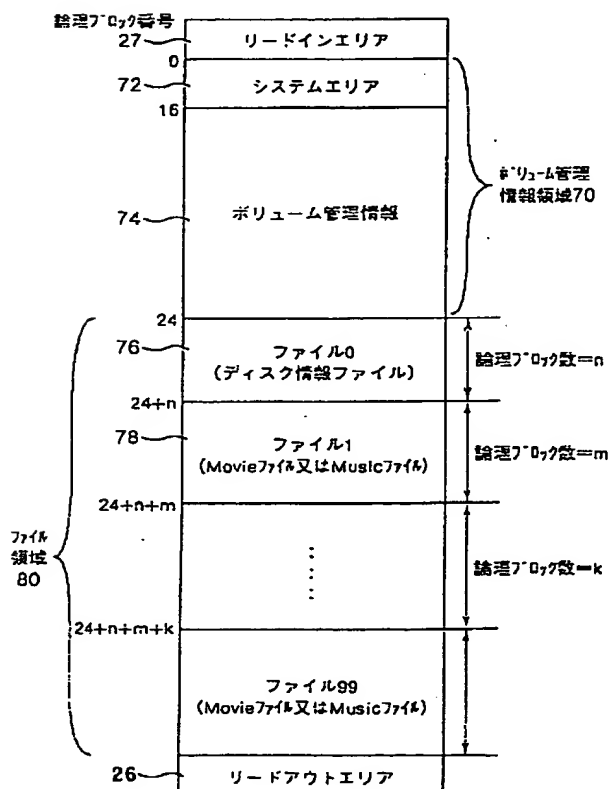 論理ブロック番号
27
リードインエリア
0
72
システムエリア
16
74
ボリューム管理情報
ボリューム管理
情報領域70
24
76
ファイル0
(ディスク情報ファイル)
論理ブロック数=n
24+n
78
ファイル1
(Movieファイル又はMusicファイル)
論理ブロック数=m
24+n+m
ファイル
領域
80
論理ブロック数=k
24+n+m+k
ファイル99
(Movieファイル又はMusicファイル)
26
リードアウトエリア